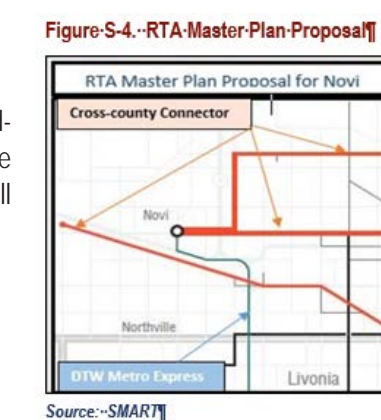 Figure·S-4.··RTA·Master·Plan·Proposal¶
RTA Master Plan Proposal for Novi
Cross-county Connector
Novi
Northville
DTW Metro Express
Livonia
Source:··SMART¶